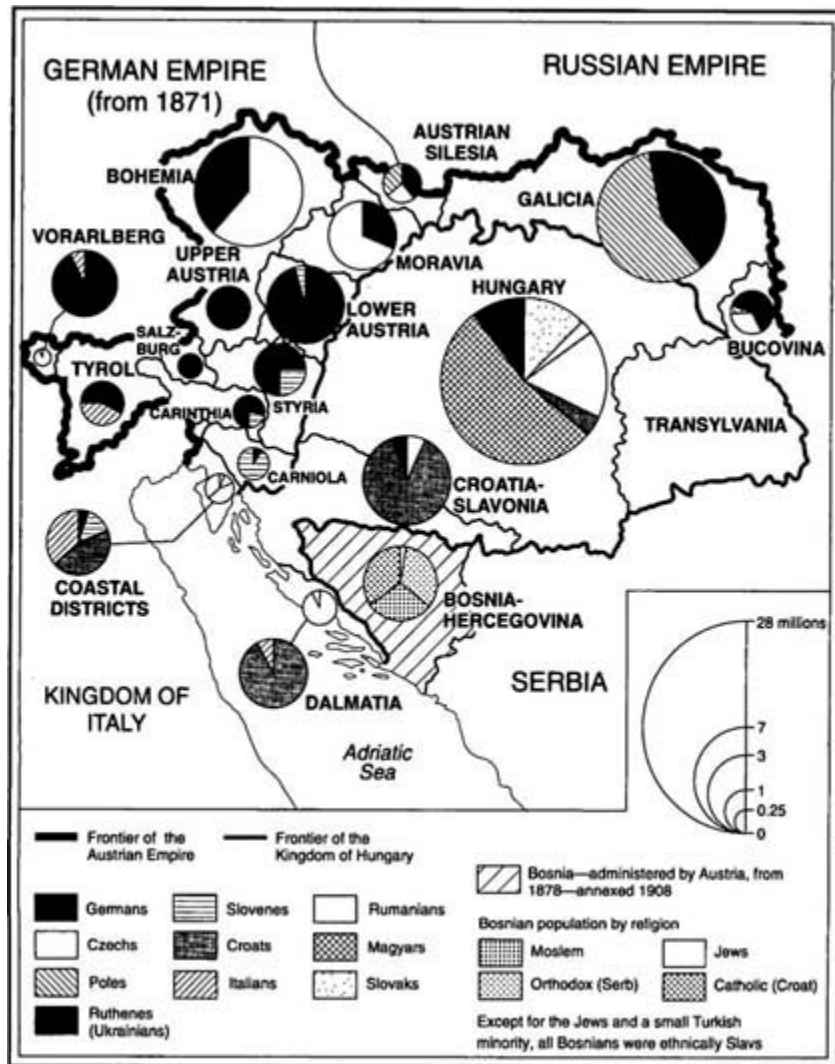 GERMAN EMPIRE
(from 1871)
RUSSIAN EMPIRE
AUSTRIAN
SILESIA
BOHEMIA
GALICIA
VORARLBERG
UPPER
AUSTRIA
MORAVIA
HUNGARY
LOWER
AUSTRIA
SALZ-
BURG
BUCOVINA
TYROL
STYRIA
CARINTHIA
TRANSYLVANIA
CARNIOLA
CROATIA-
SLAVONIA
COASTAL
DISTRICTS
BOSNIA-
HERCEGOVINA
28 millions
KINGDOM OF
ITALY
DALMATIA
SERBIA
7
3
Adriatic
Sea
1
0.25
0
Frontier of the
Austrian Empire
Frontier of the
Kingdom of Hungary
Bosnia—administered by Austria, from
1878—annexed 1908
Germans
Slovenes
Rumanians
Czechs
Croats
Magyars
Poles
Italians
Slovaks
Ruthenes
(Ukrainians)
Bosnian population by religion
Moslem
Jews
Orthodox (Serb)
Catholic (Croat)
Except for the Jews and a small Turkish
minority, all Bosnians were ethnically Slavs